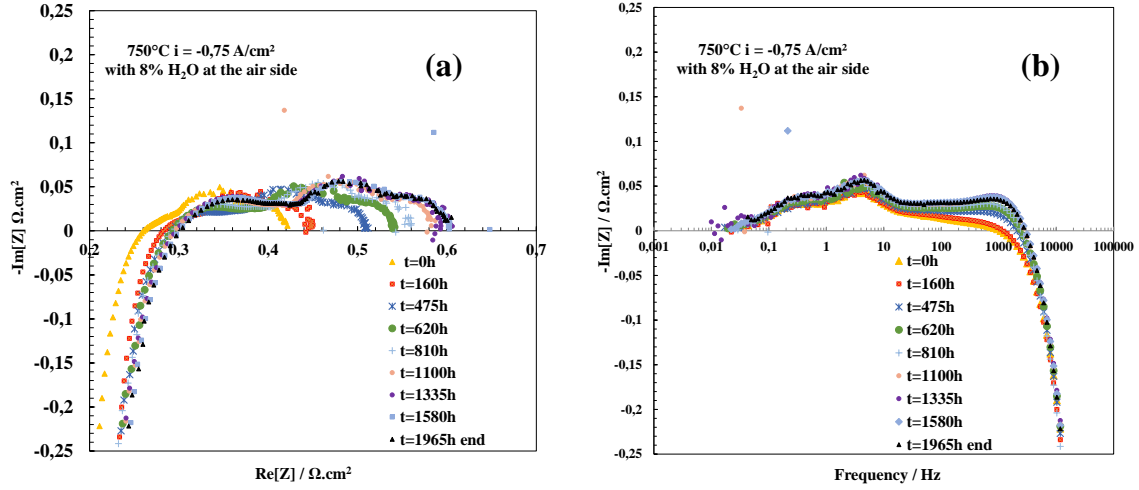 750°C i = -0,75 A/cm²
with 8% H₂O at the air side
(a)
0,25
0,2
0,15
0,1
0,05
0
-0,05
-0,1
-0,15
-0,2
-0,25
-Im[Z] Ω.cm²
0,2
0,3
0,4
0,5
0,6
0,7
Re[Z] / Ω.cm²
t=0h
t=160h
t=475h
t=620h
t=810h
t=1100h
t=1335h
t=1580h
t=1965h end
750°C i = -0,75 A/cm²
with 8% H₂O at the air side
(b)
0,25
0,2
0,15
0,1
0,05
0
-0,05
-0,1
-0,15
-0,2
-0,25
-Im[Z] / Ω.cm²
0,001
0,01
0,1
1
10
100
1000
10000
100000
Frequency / Hz
t=0h
t=160h
t=475h
t=620h
t=810h
t=1100h
t=1335h
t=1580h
t=1965h end